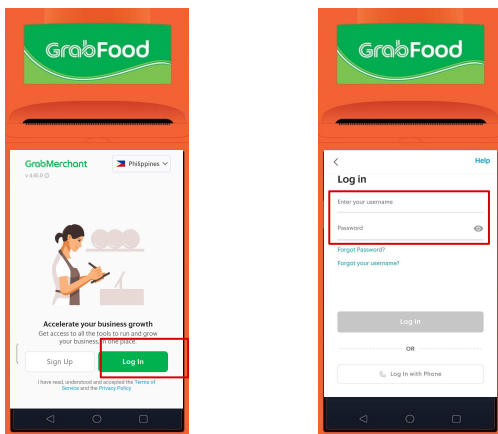 GrabFood
GrabMerchant
Philippines
v 4.45.0
Accelerate your business growth
Get access to all the tools to run and grow
your business, in one place.
Sign Up
Log In
I have read, understood and accepted the Terms of
Service and the Privacy Policy
GrabFood
Help
Log in
Enter your username
Password
Forgot Password?
Forgot your username?
Log In
OR
Log In with Phone